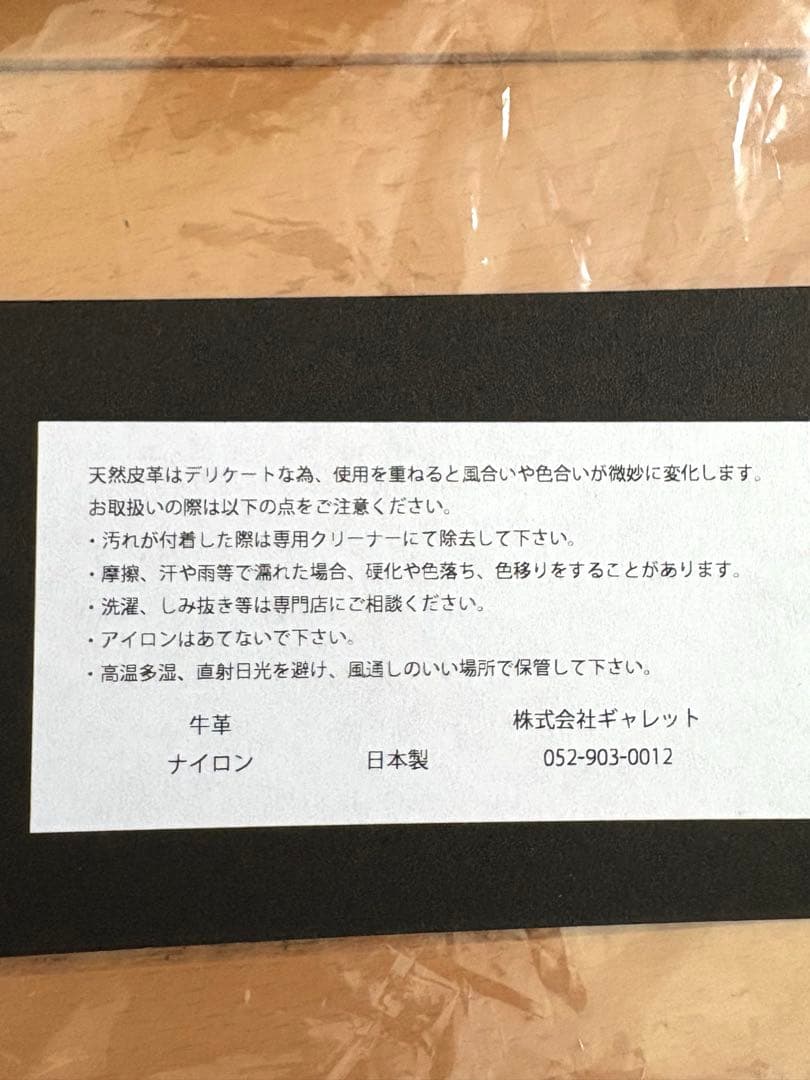 天然皮革はデリケートな為、使用を重ねると風合いや色合いが微妙に変化します。
お取扱いの際は以下の点をご注意ください。
・汚れが付着した際は専用クリーナーにて除去して下さい。
・摩擦、汗や雨等で濡れた場合、硬化や色落ち、色移りをすることがあります。
・洗濯、しみ抜き等は専門店にご相談ください。
・アイロンはあてないで下さい。
・高温多湿、直射日光を避け、風通しのいい場所で保管して下さい。
牛革 株式会社ギャレット
ナイロン 日本製 052-903-0012